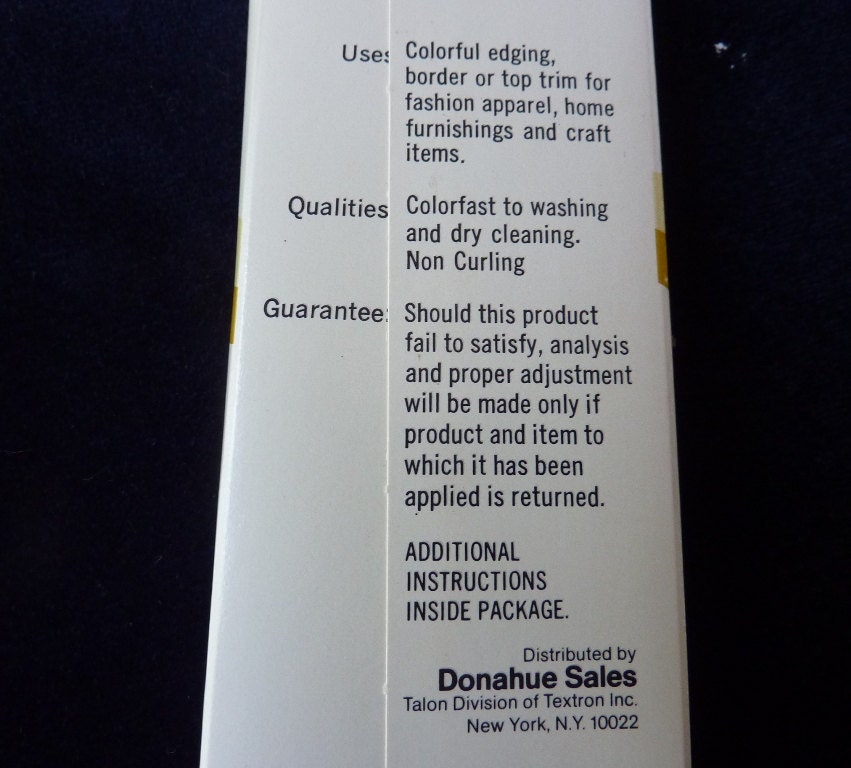 Uses Colorful edging,
border or top trim for
fashion apparel, home
furnishings and craft
items.
Qualities Colorfast to washing
and dry cleaning.
Non Curling
Guarantee: Should this product
fail to satisfy, analysis
and proper adjustment
will be made only if
product and item to
which it has been
applied is returned.
ADDITIONAL
INSTRUCTIONS
INSIDE PACKAGE.
Distributed by
Donahue Sales
Talon Division of Textron Inc.
New York, N.Y. 10022